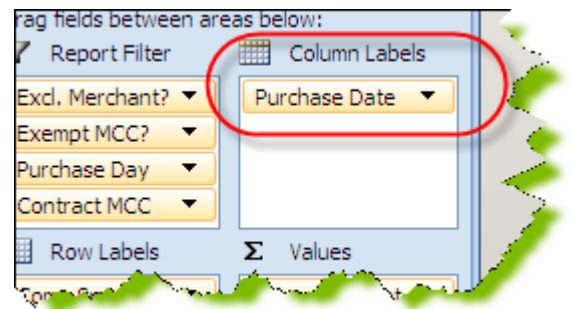 rag fields between areas below:
Report Filter
Column Labels
Excl. Merchant?
Purchase Date
Exempt MCC?
Purchase Day
Contract MCC
Row Labels
Σ Values